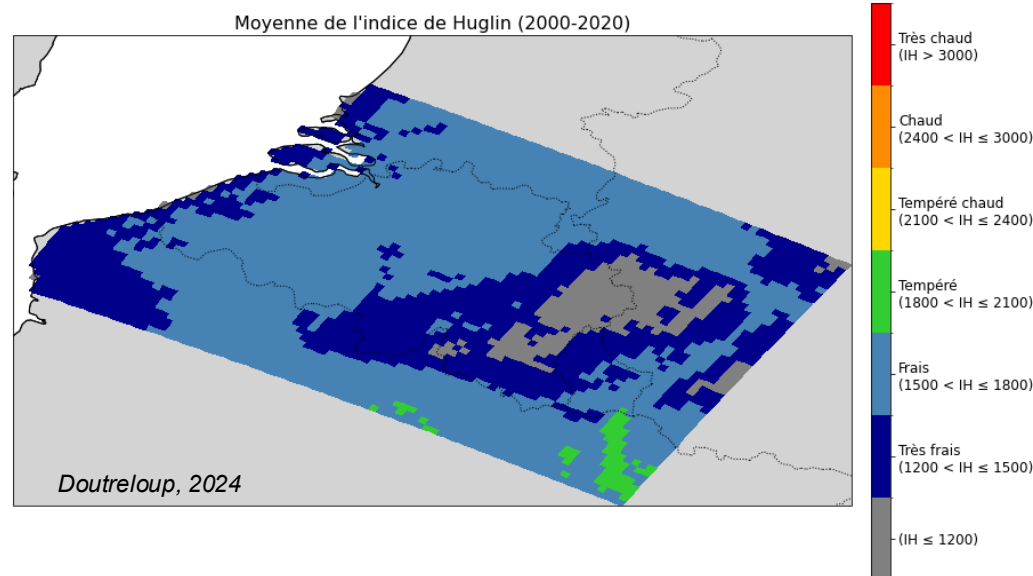 Moyenne de l'indice de Huglin (2000-2020)
Très chaud
(IH > 3000)
Chaud
(2400 < IH ≤ 3000)
Tempéré chaud
(2100 < IH ≤ 2400)
Tempéré
(1800 < IH ≤ 2100)
Frais
(1500 < IH ≤ 1800)
Très frais
(1200 < IH ≤ 1500)
(IH ≤ 1200)
Doutreloup, 2024